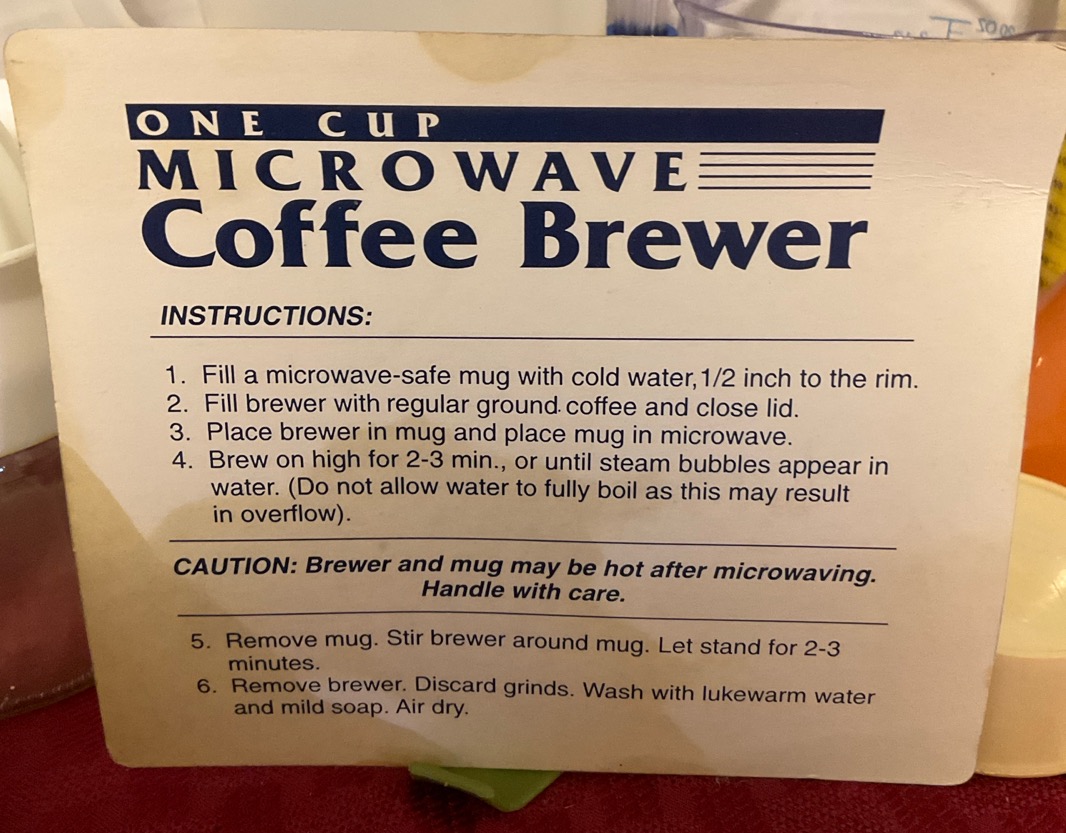 ONE CUP
MICROWAVE
Coffee Brewer
INSTRUCTIONS:
1. Fill a microwave-safe mug with cold water, 1/2 inch to the rim.
2. Fill brewer with regular ground coffee and close lid.
3. Place brewer in mug and place mug in microwave.
4. Brew on high for 2-3 min., or until steam bubbles appear in
water. (Do not allow water to fully boil as this may result
in overflow).
CAUTION: Brewer and mug may be hot after microwaving.
Handle with care.
5. Remove mug. Stir brewer around mug. Let stand for 2-3
minutes.
6. Remove brewer. Discard grinds. Wash with lukewarm water
and mild soap. Air dry.